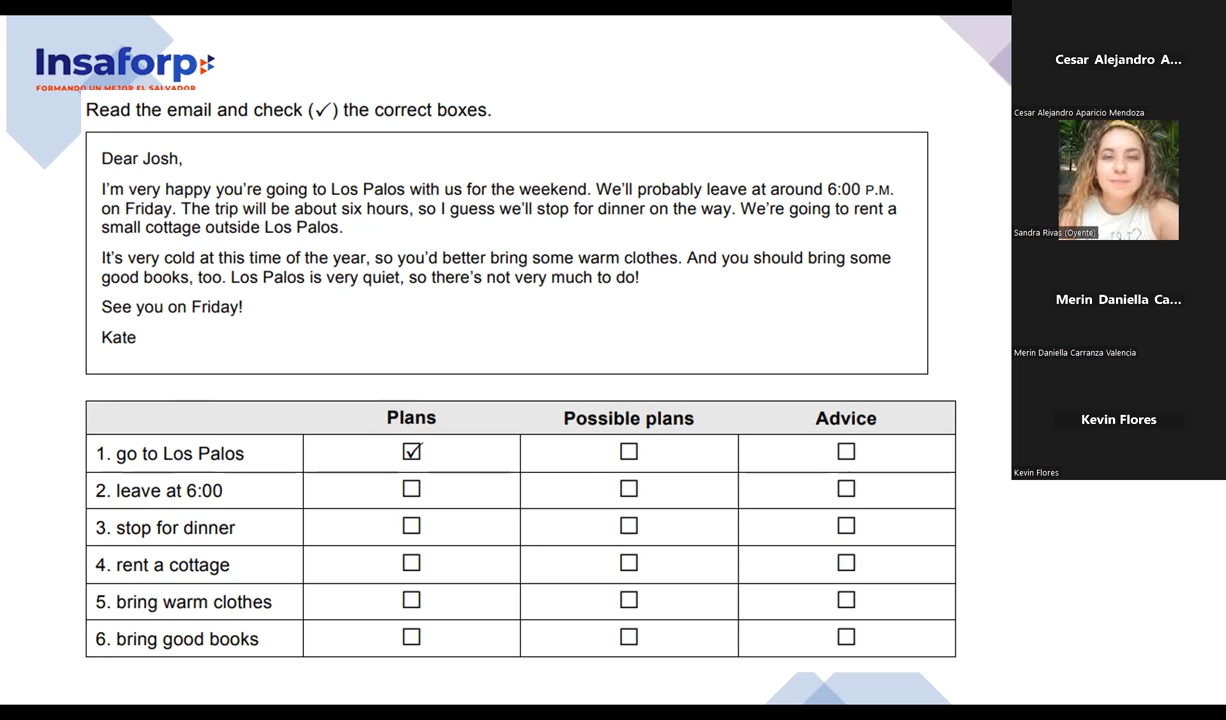 Insaforp
FORMANDO UN MEJOR EL SALVADOR
Read the email and check (✓) the correct boxes.
Dear Josh,
I'm very happy you're going to Los Palos with us for the weekend. We'll probably leave at around 6:00 P.M.
on Friday. The trip will be about six hours, so I guess we'll stop for dinner on the way. We're going to rent a
small cottage outside Los Palos.
It's very cold at this time of the year, so you'd better bring some warm clothes. And you should bring some
good books, too. Los Palos is very quiet, so there's not very much to do!
See you on Friday!
Kate
Plans Possible plans Advice
1. go to Los Palos ☑ ☐ ☐
2. leave at 6:00 ☐ ☐ ☐
3. stop for dinner ☐ ☐ ☐
4. rent a cottage ☐ ☐ ☐
5. bring warm clothes ☐ ☐ ☐
6. bring good books ☐ ☐ ☐
Cesar Alejandro A...
Cesar Alejandro Aparicio Mendoza
Sandra Rivas (Oyente)
Merin Daniella Ca...
Merin Daniella Carranza Valencia
Kevin Flores
Kevin Flores